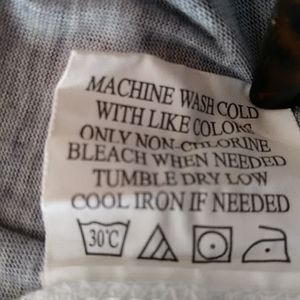 MACHINE WASH COLD
WITH LIKE COLORS
ONLY NON-CHLORINE
BLEACH WHEN NEEDED
TUMBLE DRY LOW
COOL IRON IF NEEDED
30°C